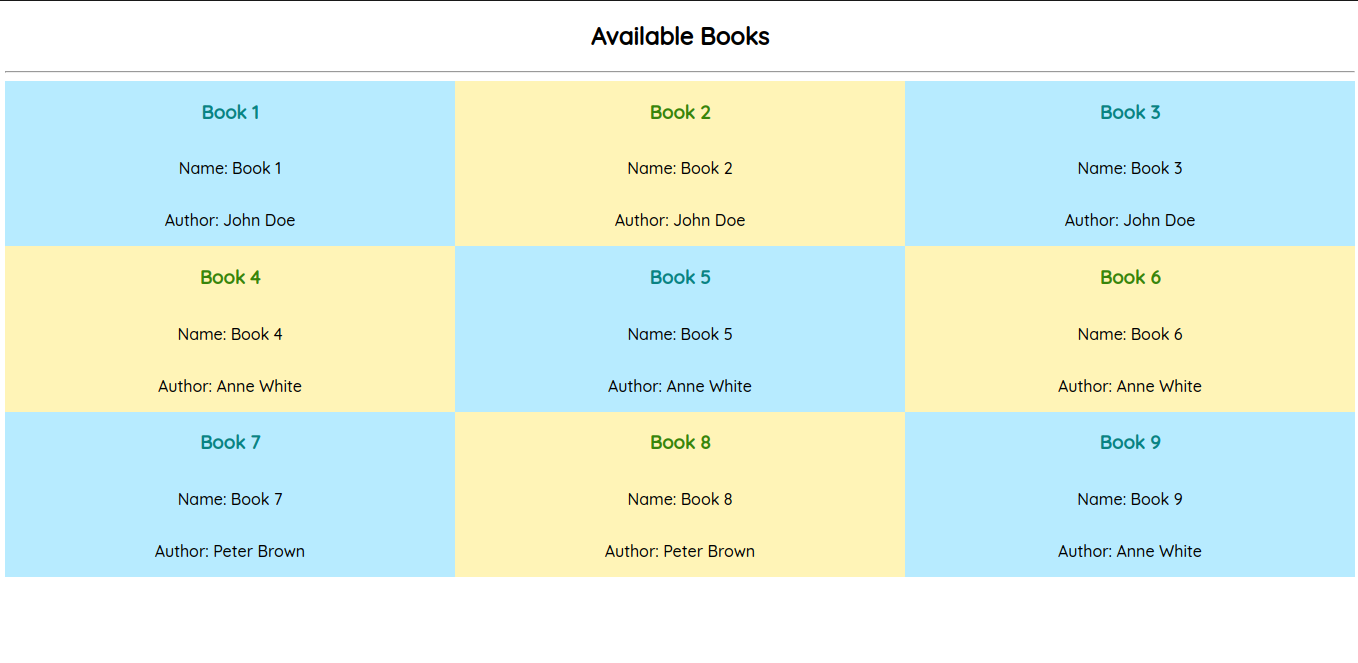 Available Books
Book 1
Name: Book 1
Author: John Doe
Book 2
Name: Book 2
Author: John Doe
Book 3
Name: Book 3
Author: John Doe
Book 4
Name: Book 4
Author: Anne White
Book 5
Name: Book 5
Author: Anne White
Book 6
Name: Book 6
Author: Anne White
Book 7
Name: Book 7
Author: Peter Brown
Book 8
Name: Book 8
Author: Peter Brown
Book 9
Name: Book 9
Author: Anne White